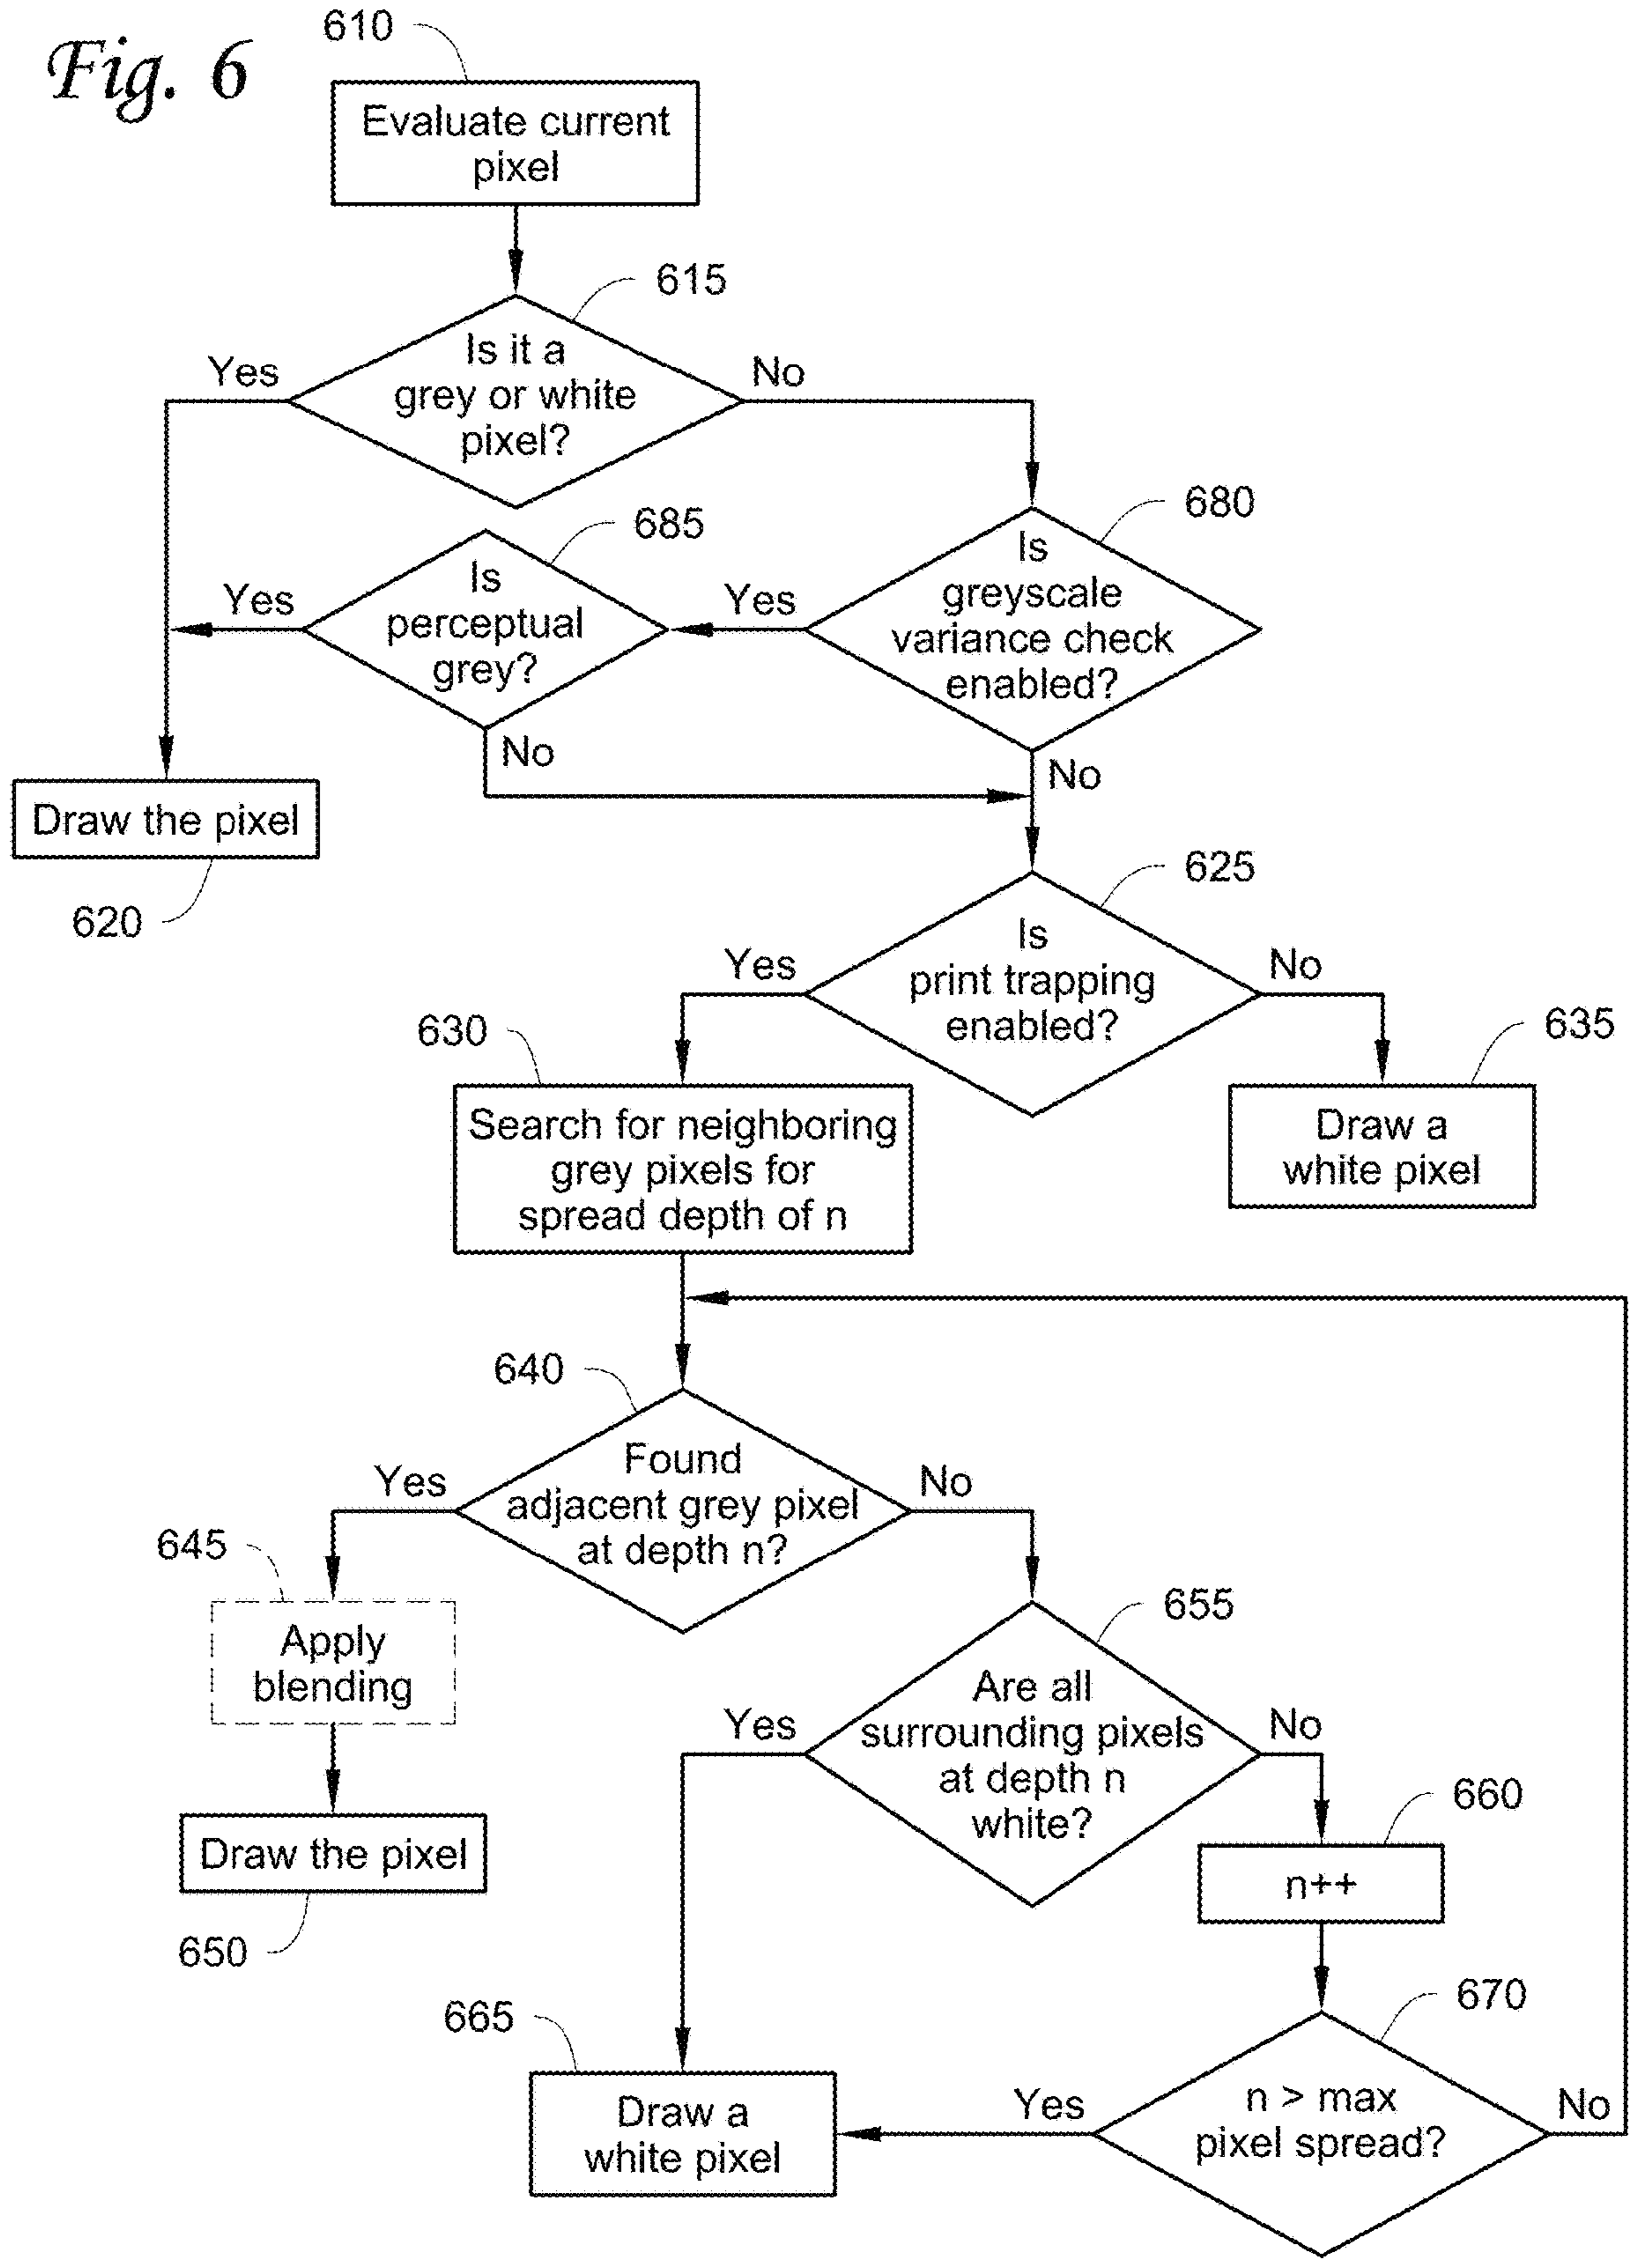 Fig. 6
610
Evaluate current
pixel
615
Is it a
grey or white
pixel?
Yes
No
680
Is
greyscale
variance check
enabled?
Yes
No
685
Is
perceptual
grey?
Yes
No
Draw the pixel
620
625
Is
print trapping
enabled?
Yes
No
630
Search for neighboring
grey pixels for
spread depth of n
635
Draw a
white pixel
640
Found
adjacent grey pixel
at depth n?
Yes
No
645
Apply
blending
Draw the pixel
650
655
Are all
surrounding pixels
at depth n
white?
Yes
No
660
n++
665
Draw a
white pixel
670
n > max
pixel spread?
Yes
No